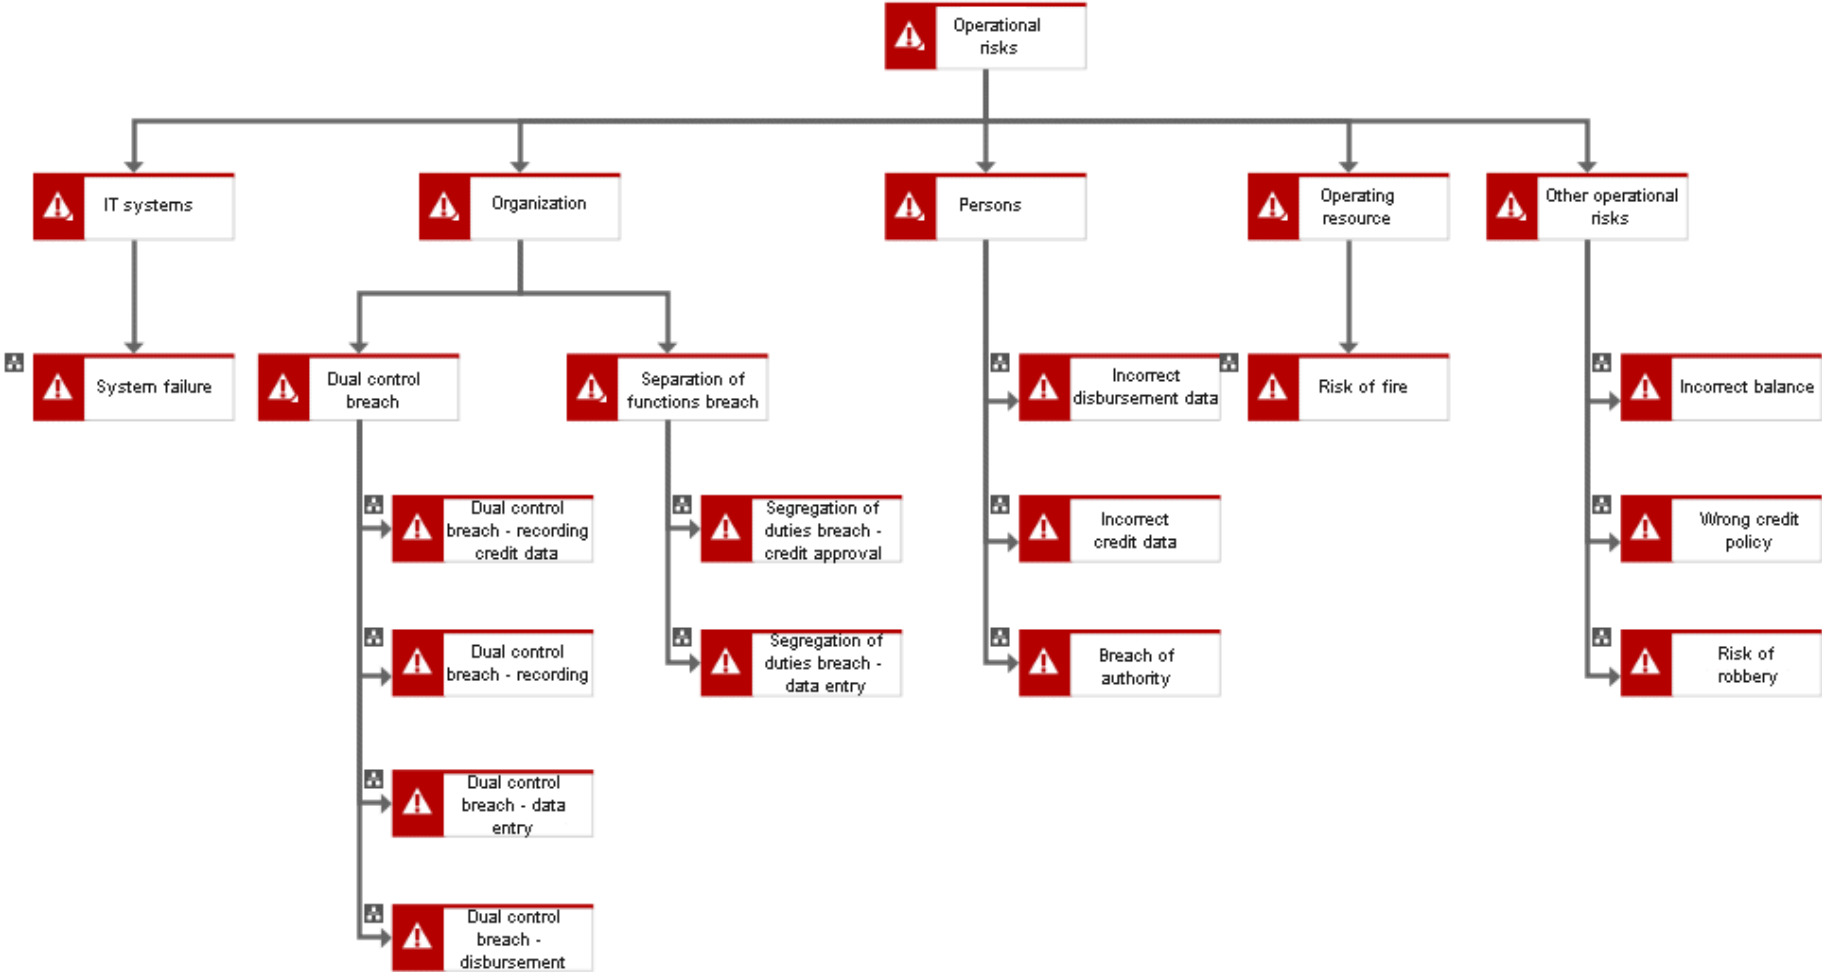 Operational
risks
IT systems
Organization
Persons
Operating
resource
Other operational
risks
System failure
Dual control
breach
Separation of
functions breach
Incorrect
disbursement data
Risk of fire
Incorrect balance
Dual control
breach - recording
credit data
Segregation of
duties breach -
credit approval
Incorrect
credit data
Wrong credit
policy
Dual control
breach - recording
Segregation of
duties breach -
data entry
Breach of
authority
Risk of
robbery
Dual control
breach - data
entry
Dual control
breach -
disbursement